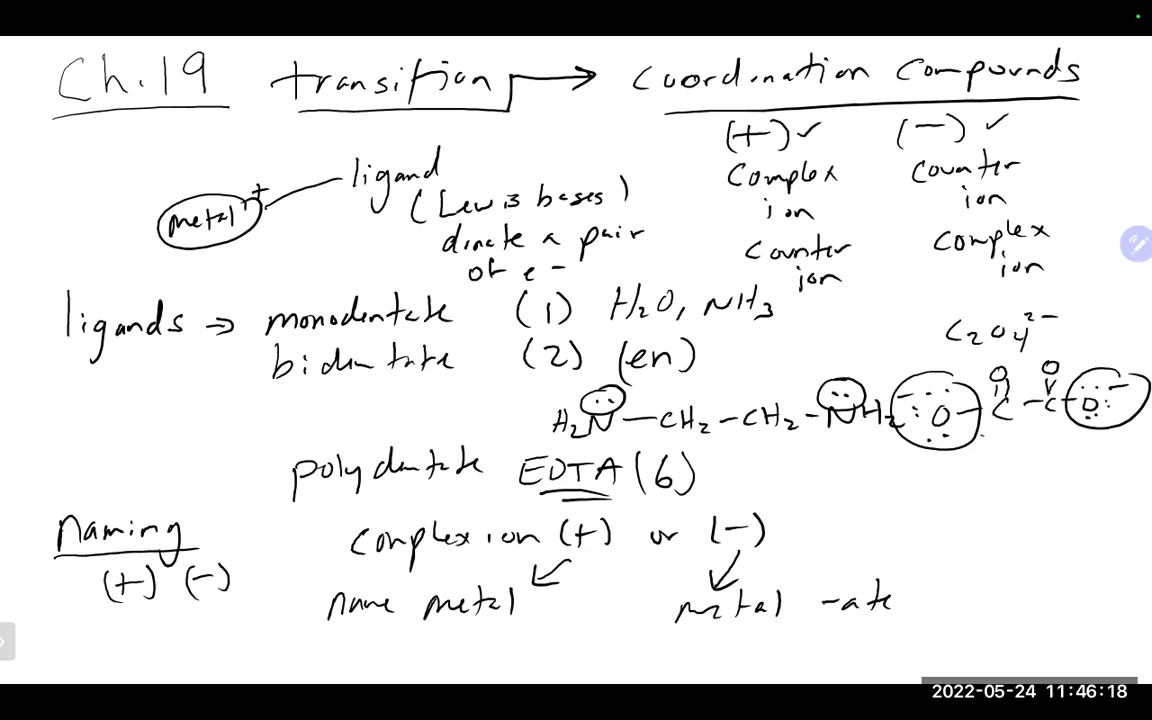 Ch.19 transition → Coordination Compounds
(+) ✓ (-) ✓
Complex ion Counter ion
Counter ion Complex ion
metal n+ — ligand
(Lewis bases)
donate a pair
of e-
ligands → monodentate (1) H2O, NH3
bidentate (2) (en)
C2O4 2-
H2N̈ — CH2 — CH2 — N̈H2
O — C — C — O
O O
polydentate EDTA (6)
Naming complex ion (+) or (-)
(+) (-)
name metal metal -ate
2022-05-24 11:46:18